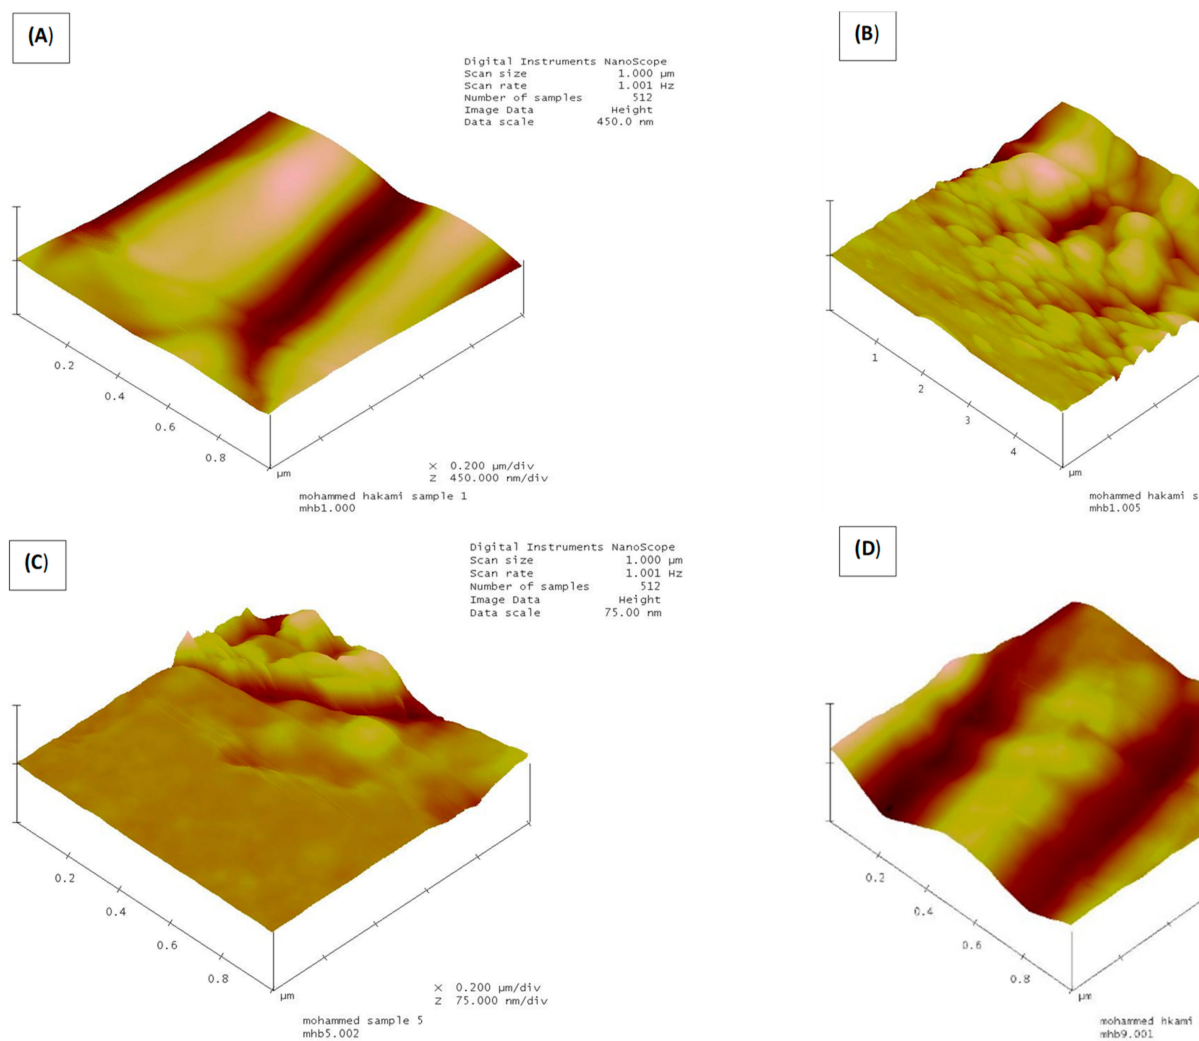 (A)
Digital Instruments NanoScope
Scan size 1.000 µm
Scan rate 1.001 Hz
Number of samples 512
Image Data Height
Data scale 450.0 nm
0.2
0.4
0.6
0.8
µm
X 0.200 µm/div
Z 450.000 nm/div
mohammed hakami sample 1
mhb1.000
(B)
1
2
3
4
µm
mohammed hakami s
mhb1.005
(C)
Digital Instruments NanoScope
Scan size 1.000 µm
Scan rate 1.001 Hz
Number of samples 512
Image Data Height
Data scale 75.00 nm
0.2
0.4
0.6
0.8
µm
X 0.200 µm/div
Z 75.000 nm/div
mohammed sample 5
mhb5.002
(D)
0.2
0.4
0.6
0.8
µm
mohammed hkami
mhb9.001